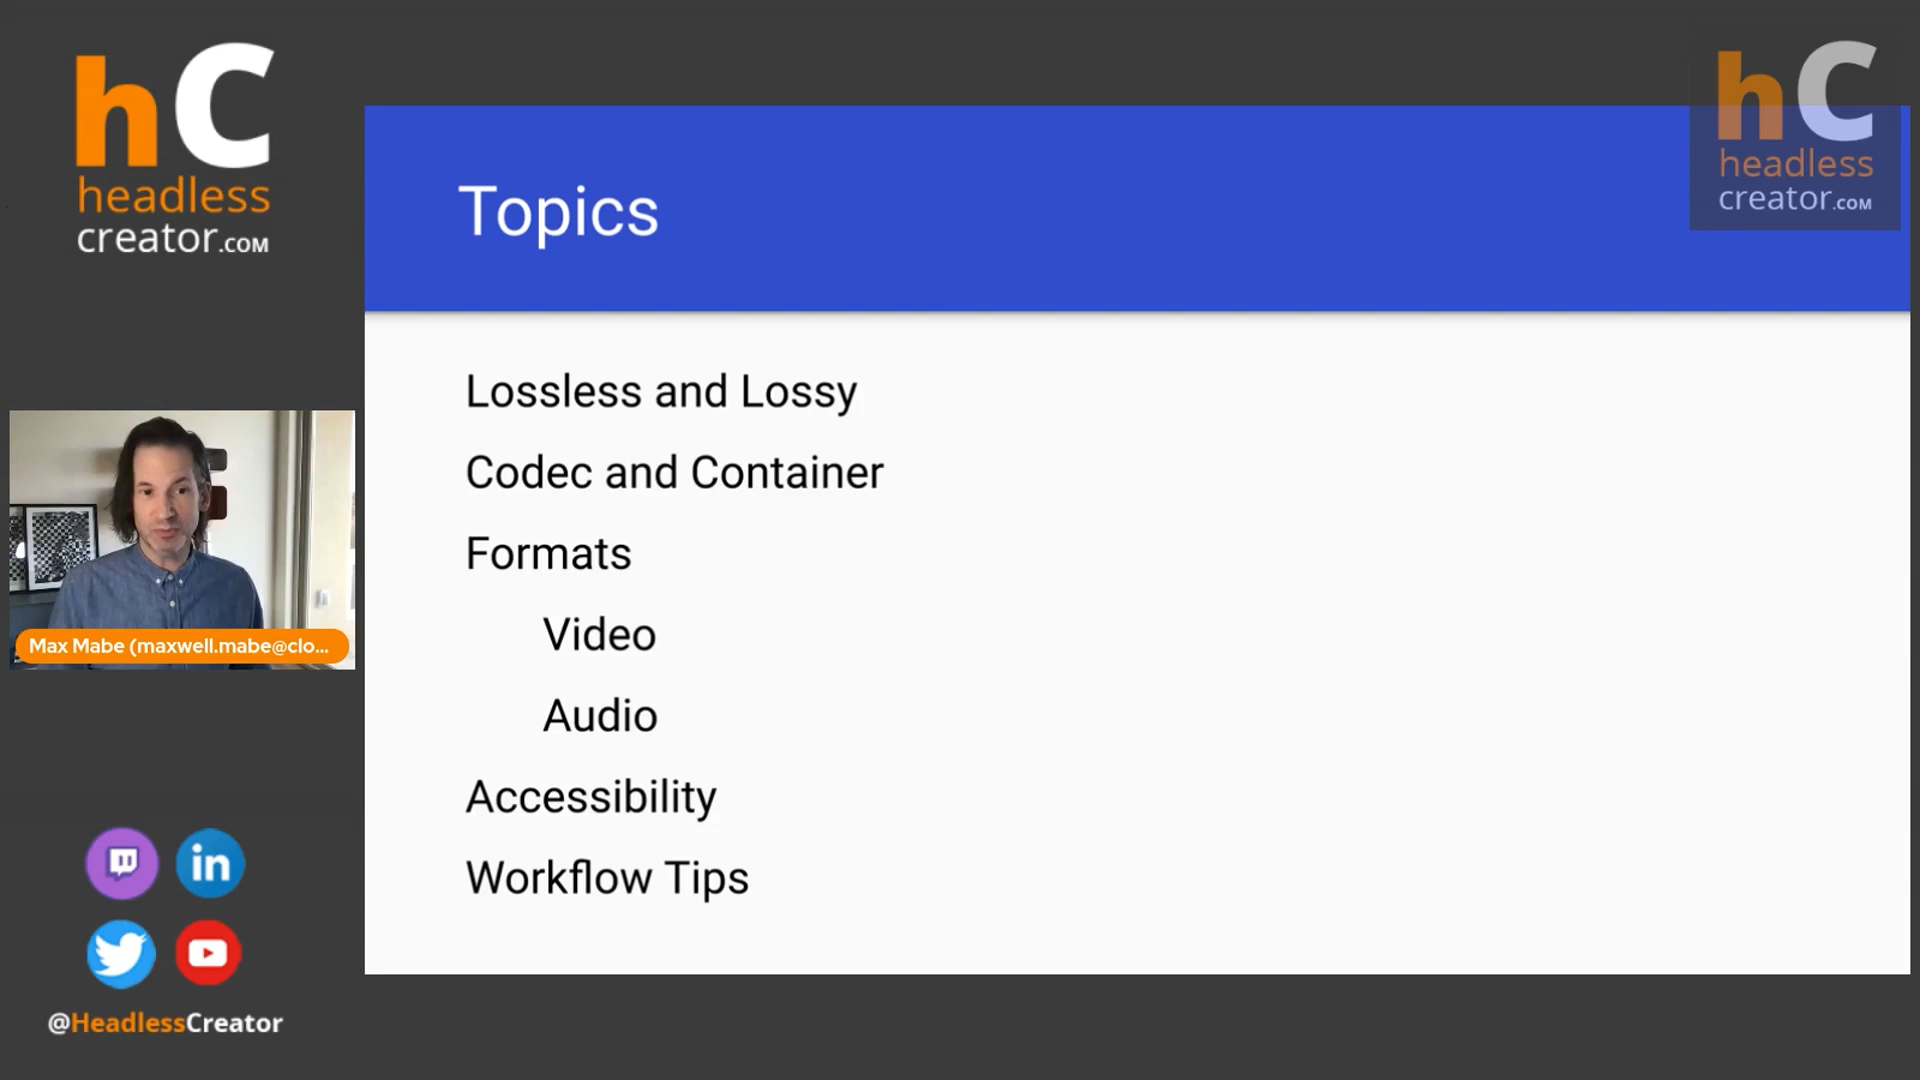 hC
headless
creator.COM
hC
headless
creator.COM
Topics
Lossless and Lossy
Codec and Container
Formats
Video
Audio
Accessibility
Workflow Tips
Max Mabe (maxwell.mabe@clo...
in
@HeadlessCreator